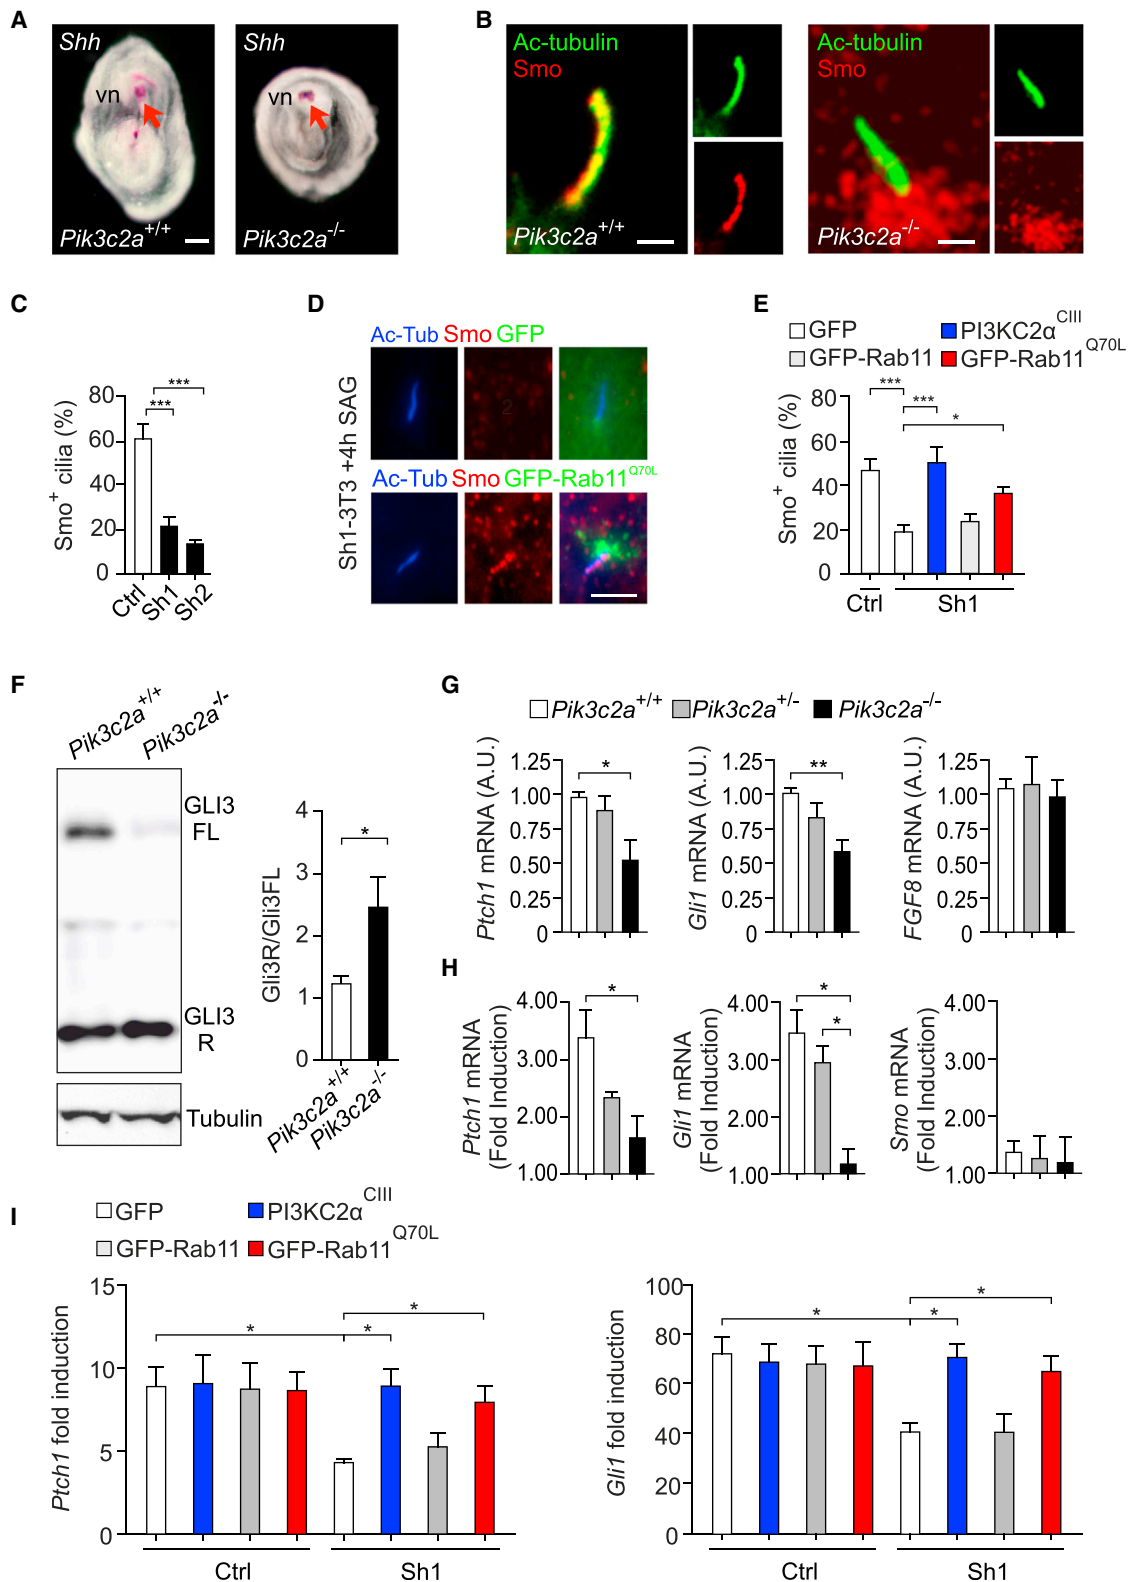 A
Shh
vn
Pik3c2a+/+
Shh
vn
Pik3c2a-/-
B
Ac-tubulin
Smo
Pik3c2a+/+
Ac-tubulin
Smo
Pik3c2a-/-
C
Smo+ cilia (%)
80
60
40
20
0
***
***
Ctrl
Sh1
Sh2
D
Sh1-3T3 +4h SAG
Ac-Tub Smo GFP
2
Ac-Tub Smo GFP-Rab11Q70L
E
GFP
PI3KC2αCIII
GFP-Rab11
GFP-Rab11Q70L
Smo+ cilia (%)
80
60
40
20
0
***
***
*
Ctrl
Sh1
F
Pik3c2a+/+
Pik3c2a-/-
GLI3
FL
GLI3
R
Tubulin
Gli3R/Gli3FL
4
3
2
1
0
*
Pik3c2a+/+
Pik3c2a-/-
G
Pik3c2a+/+
Pik3c2a+/-
Pik3c2a-/-
Ptch1 mRNA (A.U.)
1.25
1.00
0.75
0.50
0.25
0
*
Gli1 mRNA (A.U.)
1.25
1.00
0.75
0.50
0.25
0
**
FGF8 mRNA (A.U.)
1.25
1.00
0.75
0.50
0.25
0
H
Ptch1 mRNA
(Fold Induction)
4.00
3.00
2.00
1.00
*
Gli1 mRNA
(Fold Induction)
4.00
3.00
2.00
1.00
*
*
Smo mRNA
(Fold Induction)
4.00
3.00
2.00
1.00
I
GFP
PI3KC2αCIII
GFP-Rab11
GFP-Rab11Q70L
Ptch1 fold induction
15
10
5
0
*
*
*
Ctrl
Sh1
Gli1 fold induction
100
80
60
40
20
0
*
*
*
Ctrl
Sh1